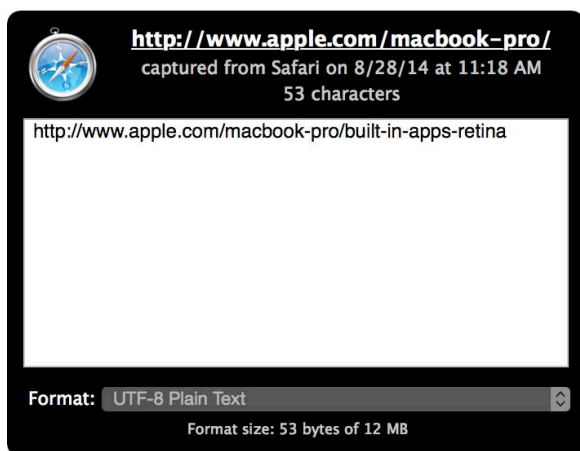 http://www.apple.com/macbook-pro/
captured from Safari on 8/28/14 at 11:18 AM
53 characters
http://www.apple.com/macbook-pro/built-in-apps-retina
Format: UTF-8 Plain Text
Format size: 53 bytes of 12 MB